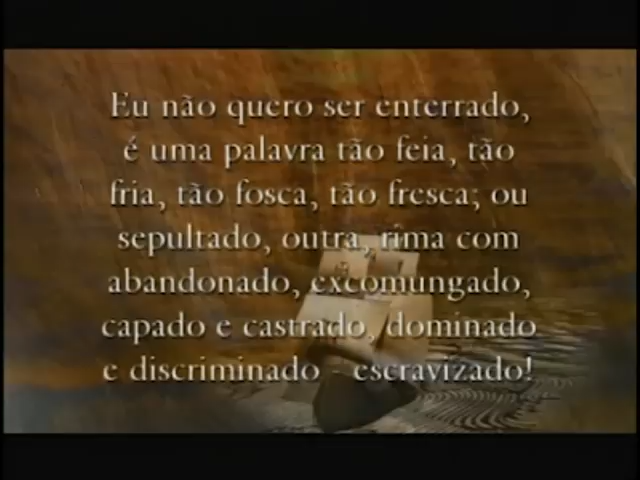 Eu não quero ser enterrado,
é uma palavra tão feia, tão
fria, tão fosca, tão fresca; ou
sepultado, outra, rima com
abandonado, excomungado,
capado e castrado, dominado
e discriminado - escravizado!